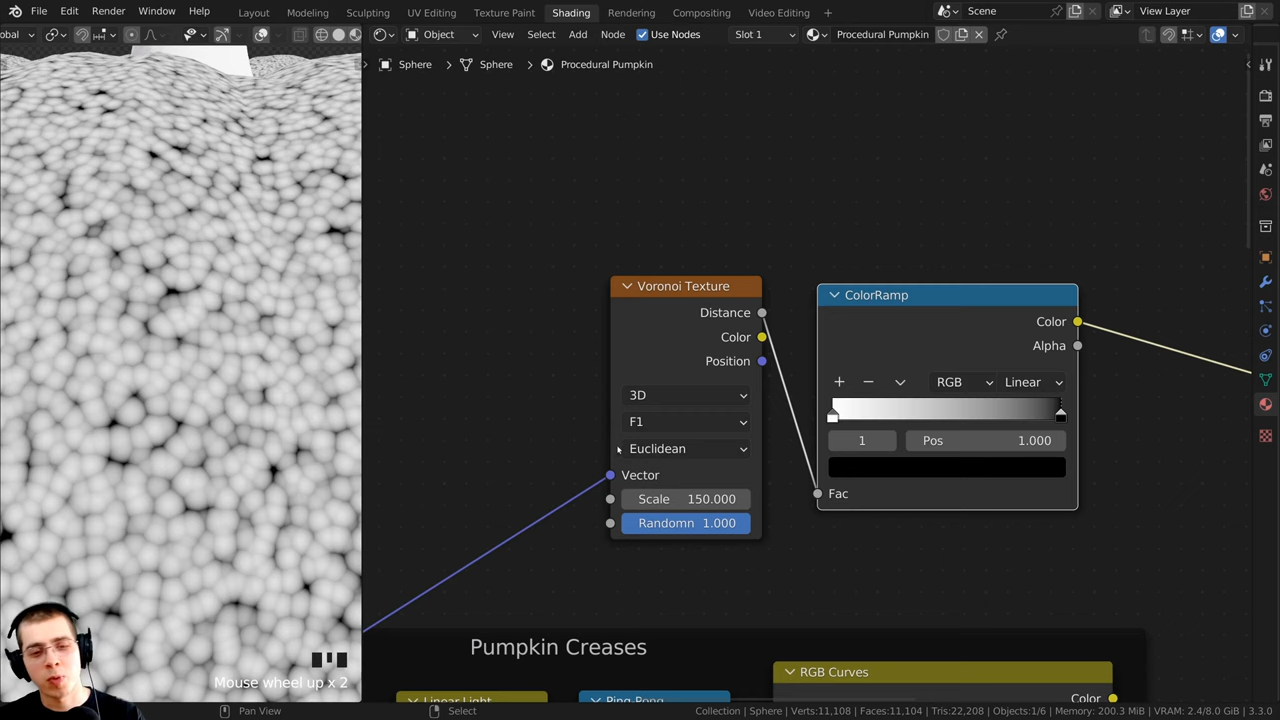 File Edit Render Window Help Layout Modeling Sculpting UV Editing Texture Paint Shading Rendering Compositing Video Editing + Scene View Layer
obal Object View Select Add Node Use Nodes Slot 1 Procedural Pumpkin
Sphere Sphere Procedural Pumpkin
Voronoi Texture
Distance
Color
Position
3D
F1
Euclidean
Vector
Scale 150.000
Randomn 1.000
ColorRamp
Color
Alpha
RGB Linear
1 Pos 1.000
Fac
Pumpkin Creases
RGB Curves
Color
Linear Light
Ping-Pong
Mouse wheel up x 2
Pan View Select Collection | Sphere | Verts:11,108 | Faces:11,104 | Tris:22,208 | Objects:1/6 | Memory: 200.3 MiB | VRAM: 2.4/8.0 GiB | 3.3.0